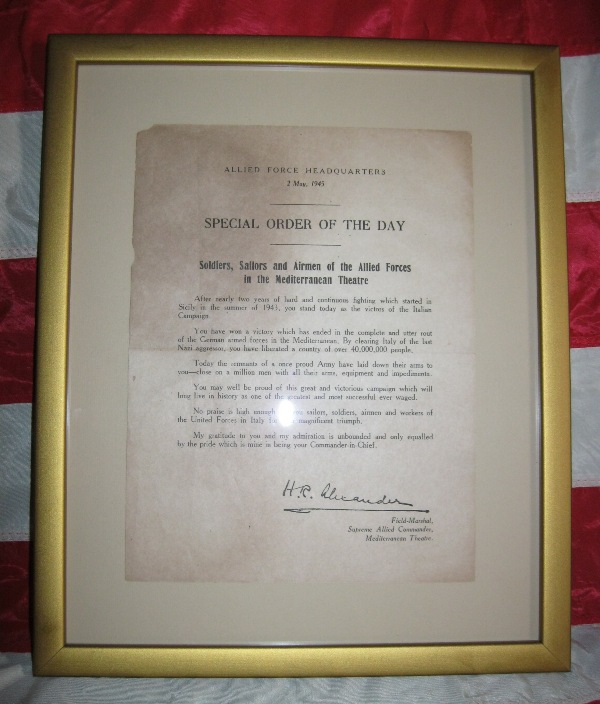 ALLIED FORCE HEADQUARTERS
2 May, 1945
SPECIAL ORDER OF THE DAY
Soldiers, Sailors and Airmen of the Allied Forces
in the Mediterranean Theatre
After nearly two years of hard and continuous fighting which started in
Sicily in the summer of 1943, you stand today as the victors of the Italian
Campaign.
You have won a victory which has ended in the complete and utter rout
of the German armed forces in the Mediterranean. By clearing Italy of the last
Nazi aggressor, you have liberated a country of over 40,000,000 people.
Today the remnants of a once proud Army have laid down their arms to
you—close on a million men with all their arms, equipment and impedimenta.
You may well be proud of this great and victorious campaign which will
long live in history as one of the greatest and most successful ever waged.
No praise is high enough sailors, soldiers, airmen and workers of
the United Forces in Italy magnificent triumph.
My gratitude to you and my admiration is unbounded and only equalled
by the pride which is mine in being your Commander-in-Chief.
H.R. Alexander
Field-Marshal,
Supreme Allied Commander,
Mediterranean Theatre.